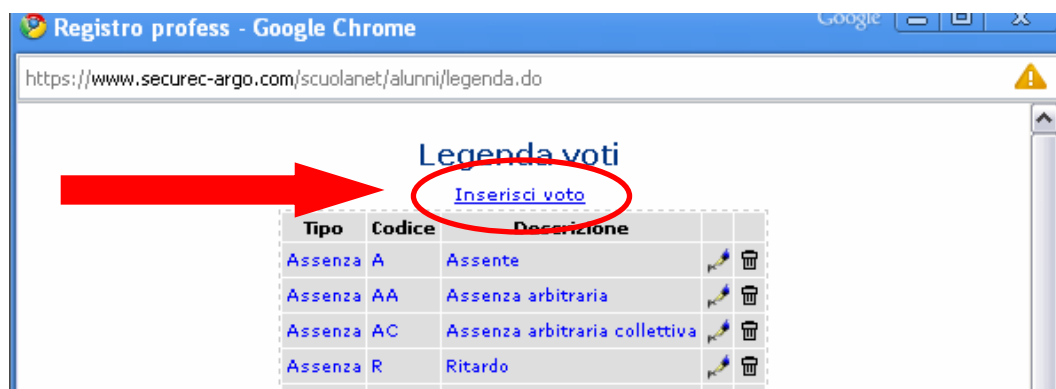 Registro profess - Google Chrome
Google
https://www.securec-argo.com/scuolanet/alunni/legenda.do
Legenda voti
Inserisci voto
Tipo Codice Descrizione
Assenza A Assente
Assenza AA Assenza arbitraria
Assenza AC Assenza arbitraria collettiva
Assenza R Ritardo